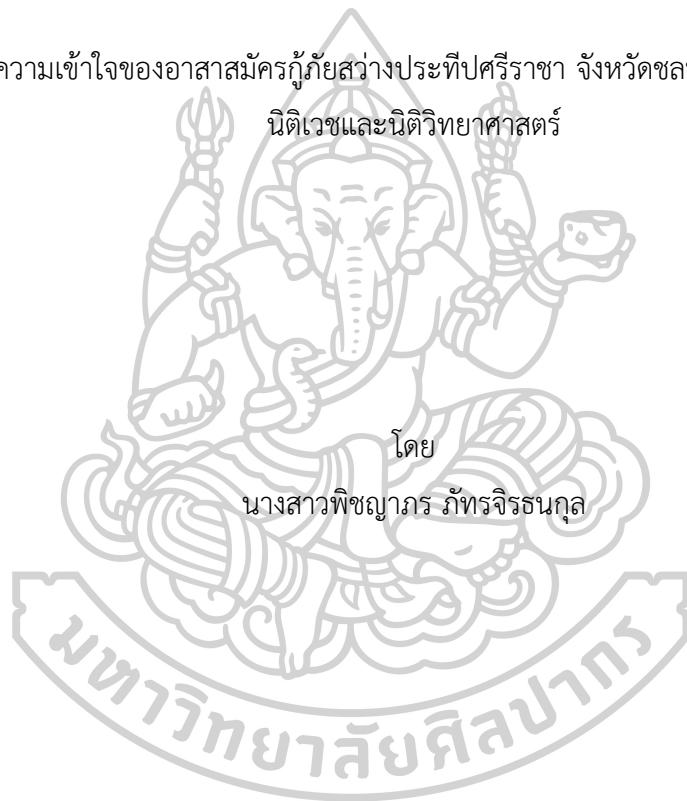 ความเข้าใจของอาสาสมัครกู้ภัยสว่างประทีปศรีราชา จังหวัดชล
นิติเวชและนิติวิทยาศาสตร์
โดย
นางสาวพิชญาภร ภัทรจิรธนกุล
มหาวิทยาลัยศิลปากร